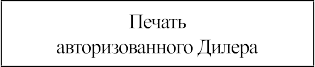 Печать
авторизованного Дилера